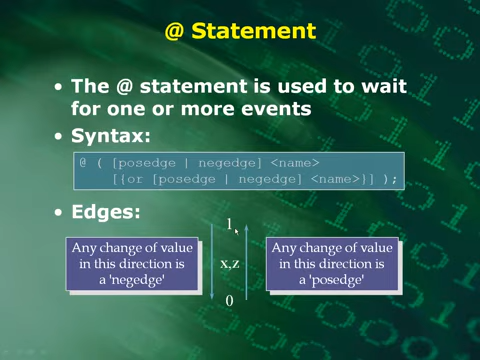 @ Statement
• The @ statement is used to wait
for one or more events
• Syntax:
@ ( [posedge | negedge] <name>
[{or [posedge | negedge] <name>}] );
• Edges:
1
Any change of value
in this direction is
a 'negedge'
x,z
Any change of value
in this direction is
a 'posedge'
0